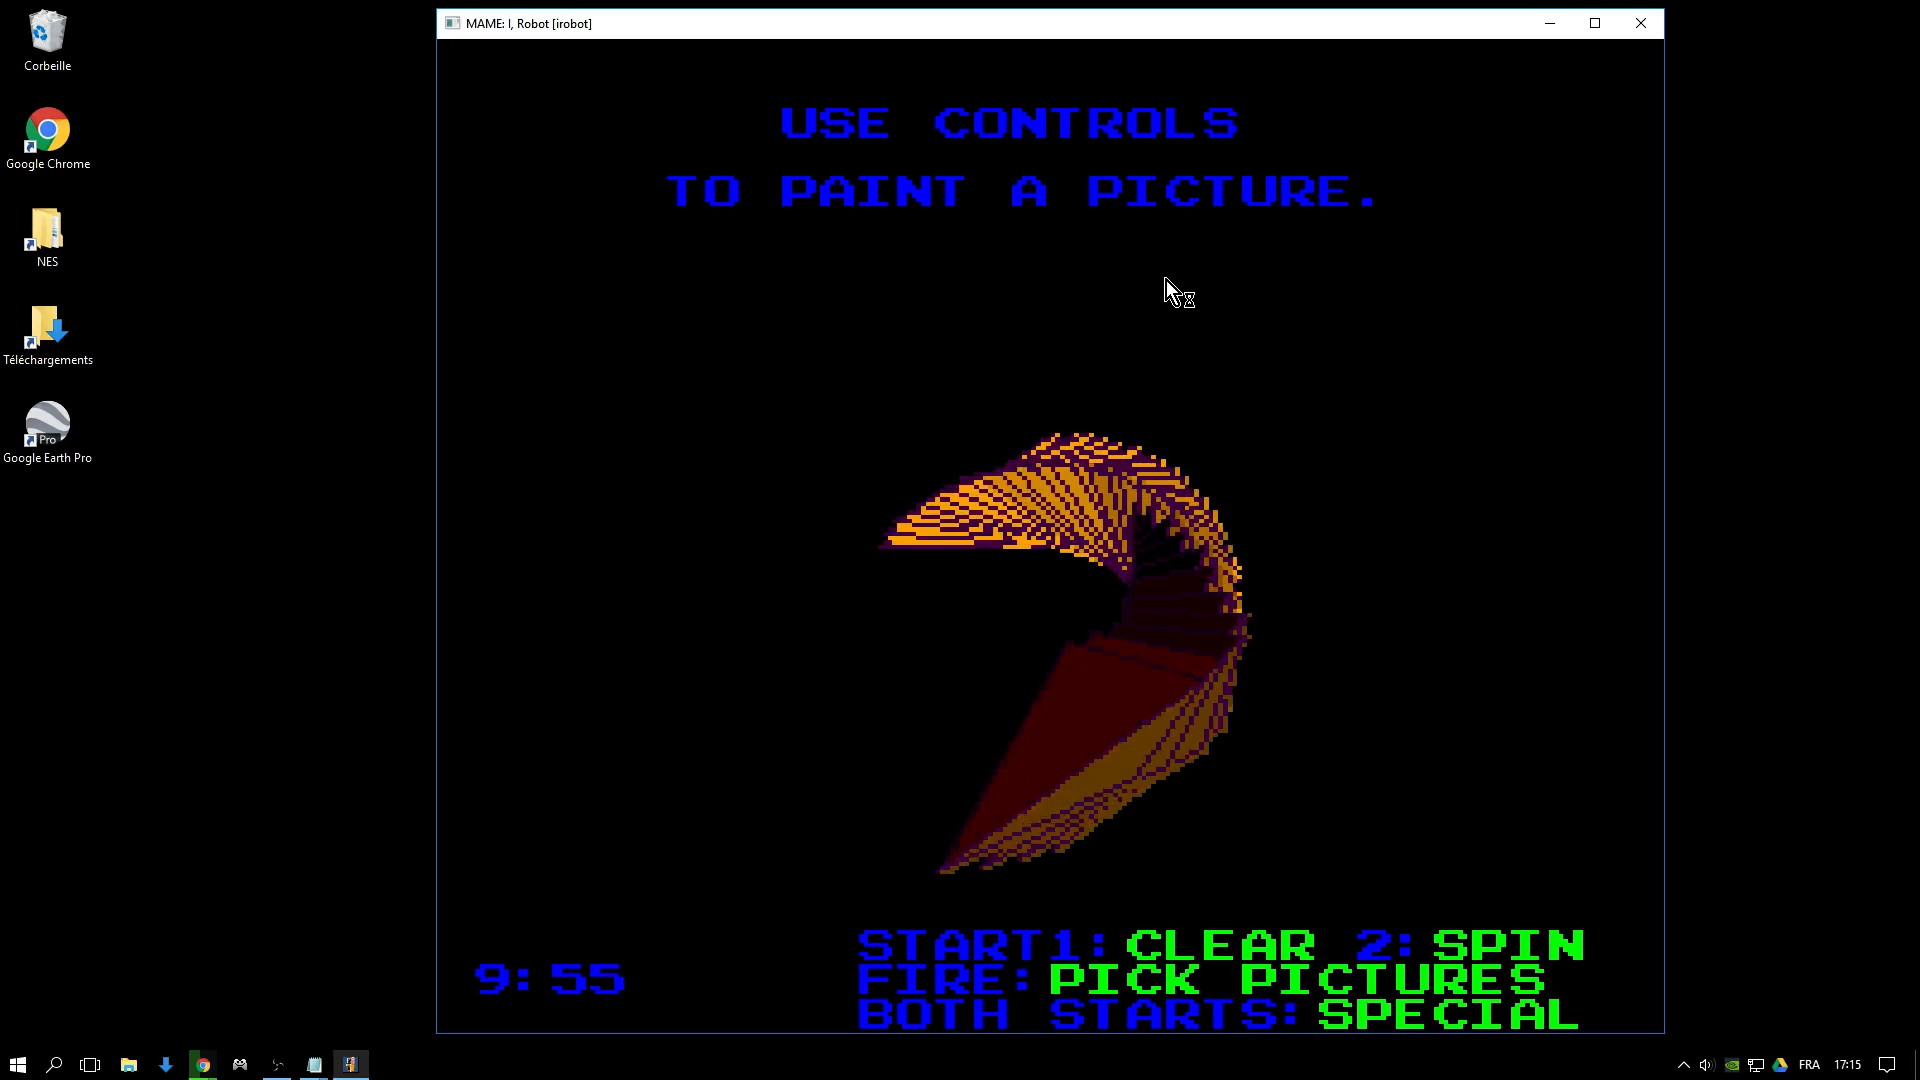 MAME: I, Robot [irobot]
Corbeille
Google Chrome
NES
Téléchargements
Pro
Google Earth Pro
USE CONTROLS
TO PAINT A PICTURE.
START1:CLEAR 2:SPIN
9:55 FIRE:PICK PICTURES
BOTH STARTS:SPECIAL
FRA 17:15